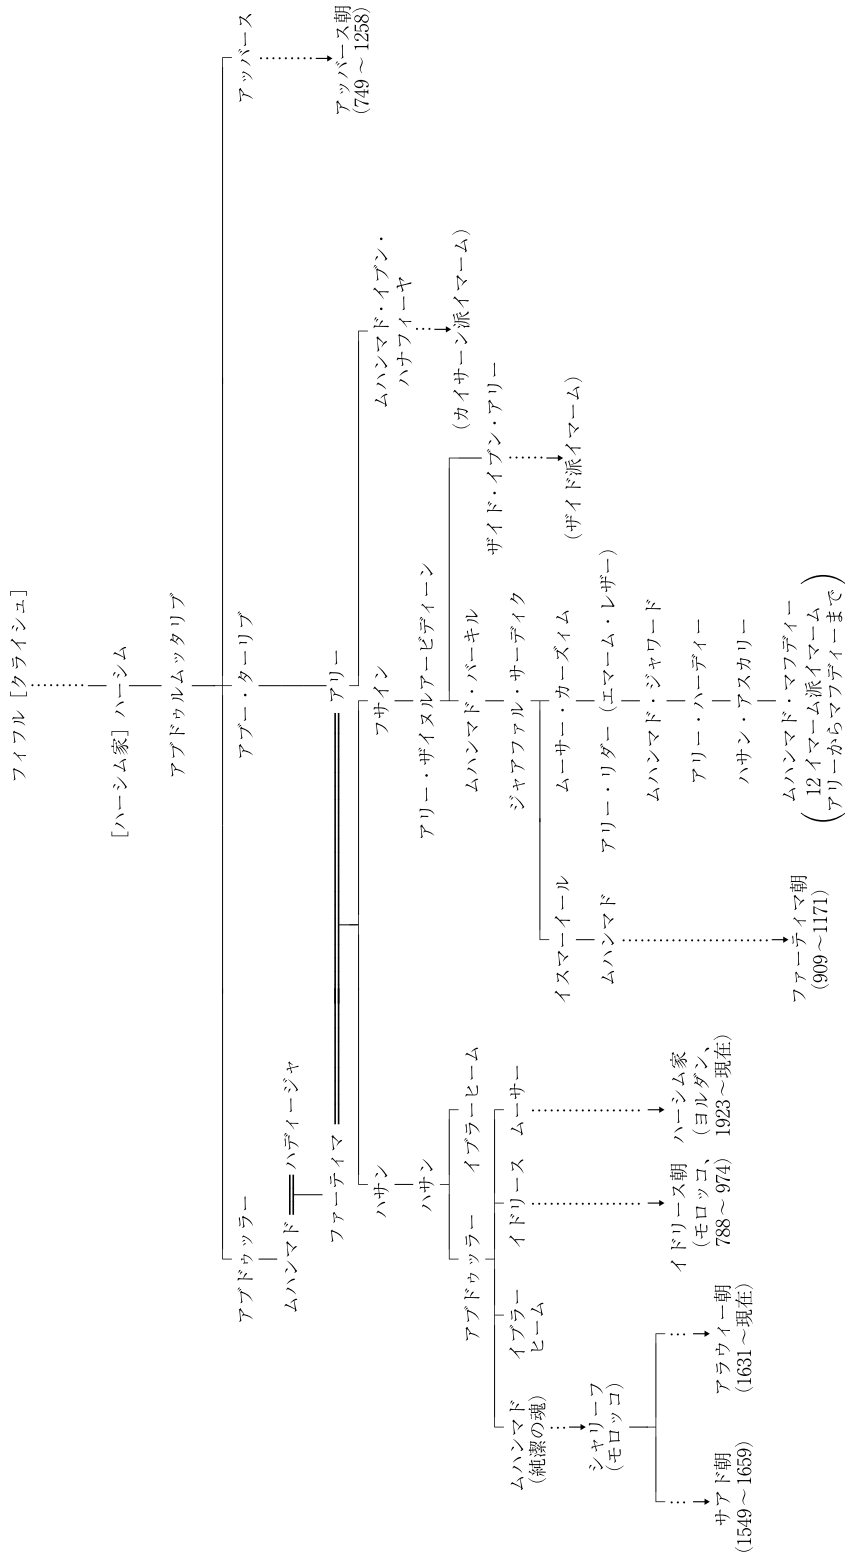 フィフル［クライシュ］
［ハーシム家］ハーシム
アブドゥルムッタリブ
アブドゥッラー
アブー・ターリブ
アッバース
ムハンマド
ハディージャ
アッバース朝
(749～1258)
ファーティマ
アリー
ハサン
フサイン
ムハンマド・イブン・
ハナフィーヤ
ハサン
アリー・ザイヌルアービディーン
(カイサーン派イマーム)
アブドゥッラー
イブラーヒーム
ムハンマド・バーキル
ザイド・イブン・アリー
ムハンマド
(純潔の魂)
イブラー
ヒーム
イドリース
ムーサー
ジャアファル・サーディク
(ザイド派イマーム)
イスマーイール
ムーサー・カーズィム
シャリーフ
(モロッコ)
ムハンマド
アリー・リダー（エマーム・レザー）
イドリース朝
(モロッコ、
788～974)
ハーシム家
(ヨルダン、
1923～現在)
ムハンマド・ジャワード
アリー・ハーディー
サアド朝
(1549～1659)
アラウィー朝
(1631～現在)
ハサン・アスカリー
ファーティマ朝
(909～1171)
ムハンマド・マフディー
(12イマーム派イマーム
アリーからマフディーまで)